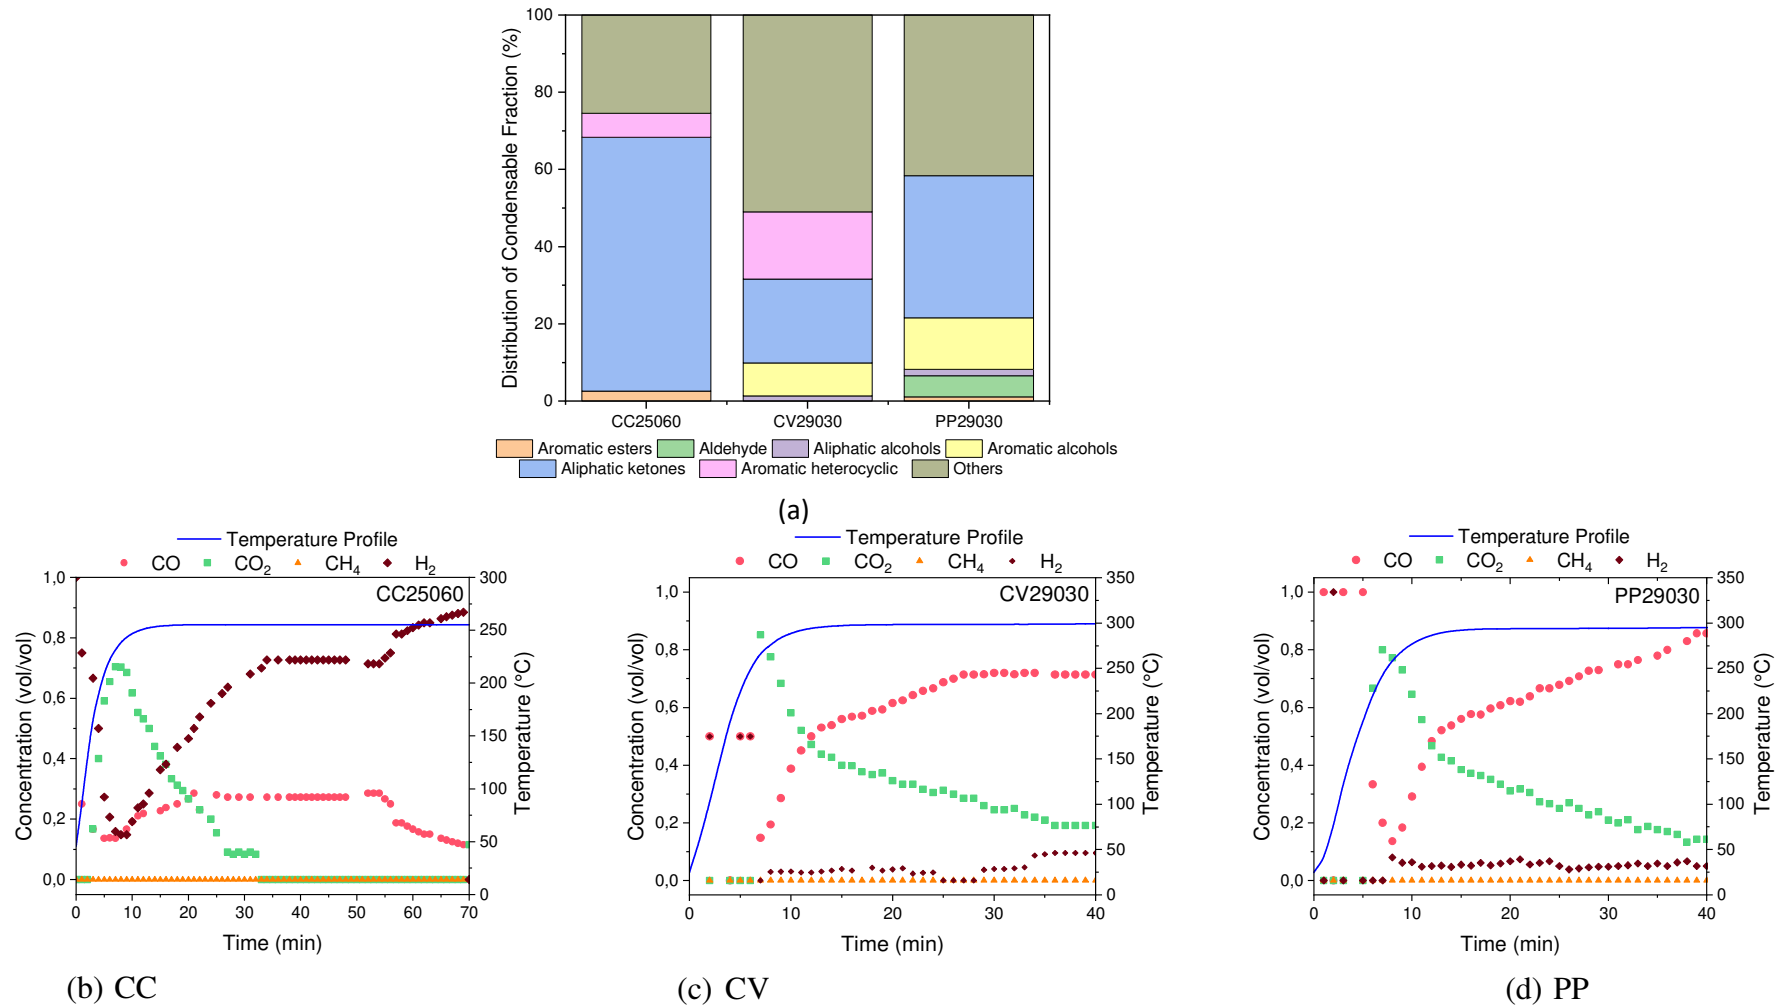 Distribution of Condensable Fraction (%)
100
80
60
40
20
0
CC25060 CV29030 PP29030
Aromatic esters Aldehyde Aliphatic alcohols Aromatic alcohols
Aliphatic ketones Aromatic heterocyclic Others
(a)
Temperature Profile
CO CO₂ CH₄ H₂
CC25060
Concentration (vol/vol)
1,0
0,8
0,6
0,4
0,2
0,0
300
250
200
150
100
50
0
Temperature (°C)
0 10 20 30 40 50 60 70
Time (min)
(b) CC
Temperature Profile
CO CO₂ CH₄ H₂
CV29030
Concentration (vol/vol)
1,0
0,8
0,6
0,4
0,2
0,0
350
300
250
200
150
100
50
0
Temperature (°C)
0 10 20 30 40
Time (min)
(c) CV
Temperature Profile
CO CO₂ CH₄ H₂
PP29030
Concentration (vol/vol)
1,0
0,8
0,6
0,4
0,2
0,0
350
300
250
200
150
100
50
0
Temperature (°C)
0 10 20 30 40
Time (min)
(d) PP